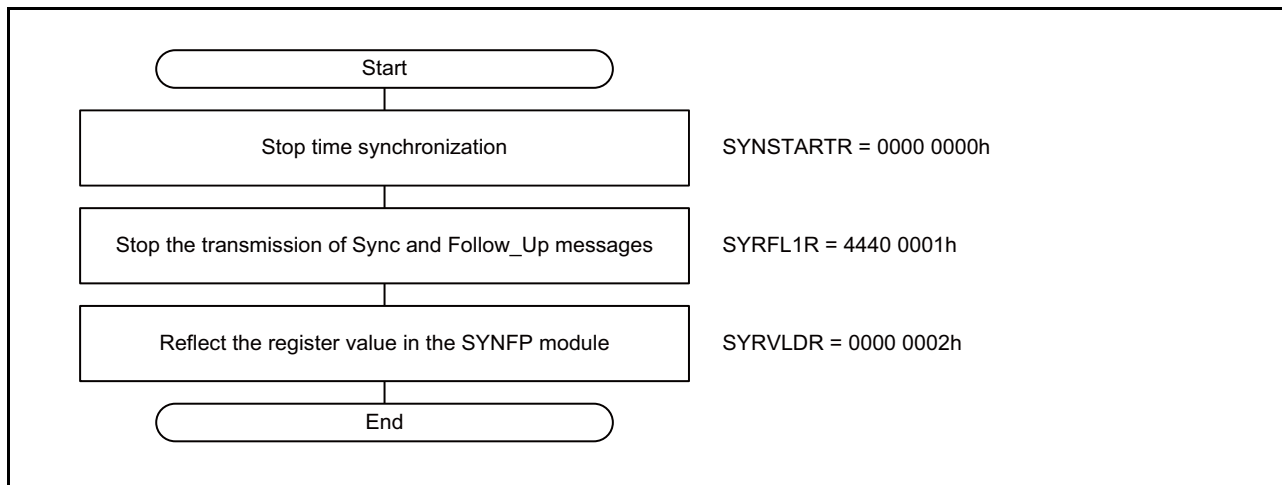 Start
Stop time synchronization
SYNSTARTR = 0000 0000h
Stop the transmission of Sync and Follow_Up messages
SYRFL1R = 4440 0001h
Reflect the register value in the SYNFP module
SYRVLDR = 0000 0002h
End